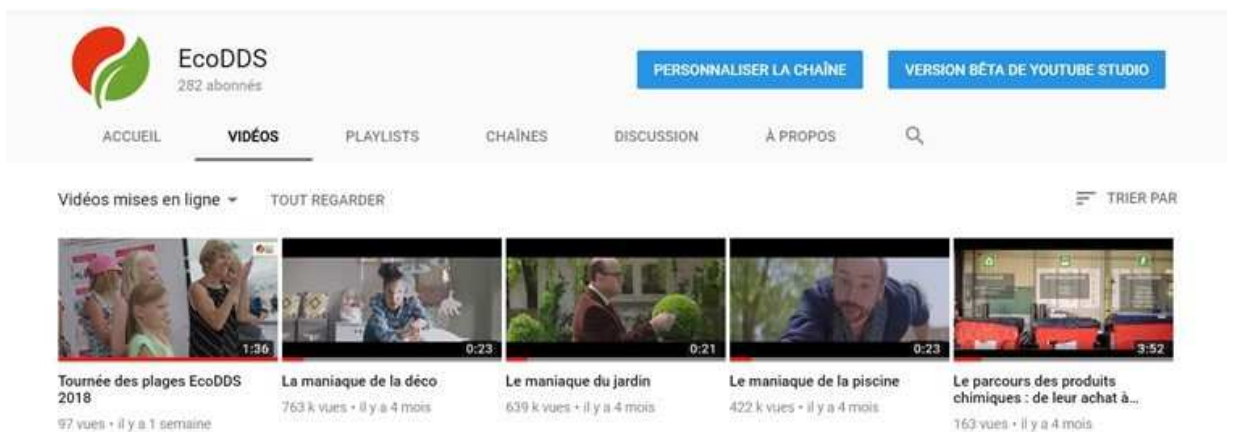 EcoDDS
282 abonnés
PERSONNALISER LA CHAÎNE
VERSION BÊTA DE YOUTUBE STUDIO
ACCUEIL VIDÉOS PLAYLISTS CHAÎNES DISCUSSION À PROPOS
Vidéos mises en ligne TOUT REGARDER TRIER PAR
1:36 0:23 0:21 0:23 3:52
Tournée des plages EcoDDS
2018
97 vues • il y a 1 semaine
La maniaque de la déco
763 k vues • il y a 4 mois
Le maniaque du jardin
639 k vues • il y a 4 mois
Le maniaque de la piscine
422 k vues • il y a 4 mois
Le parcours des produits
chimiques : de leur achat à...
163 vues • il y a 4 mois